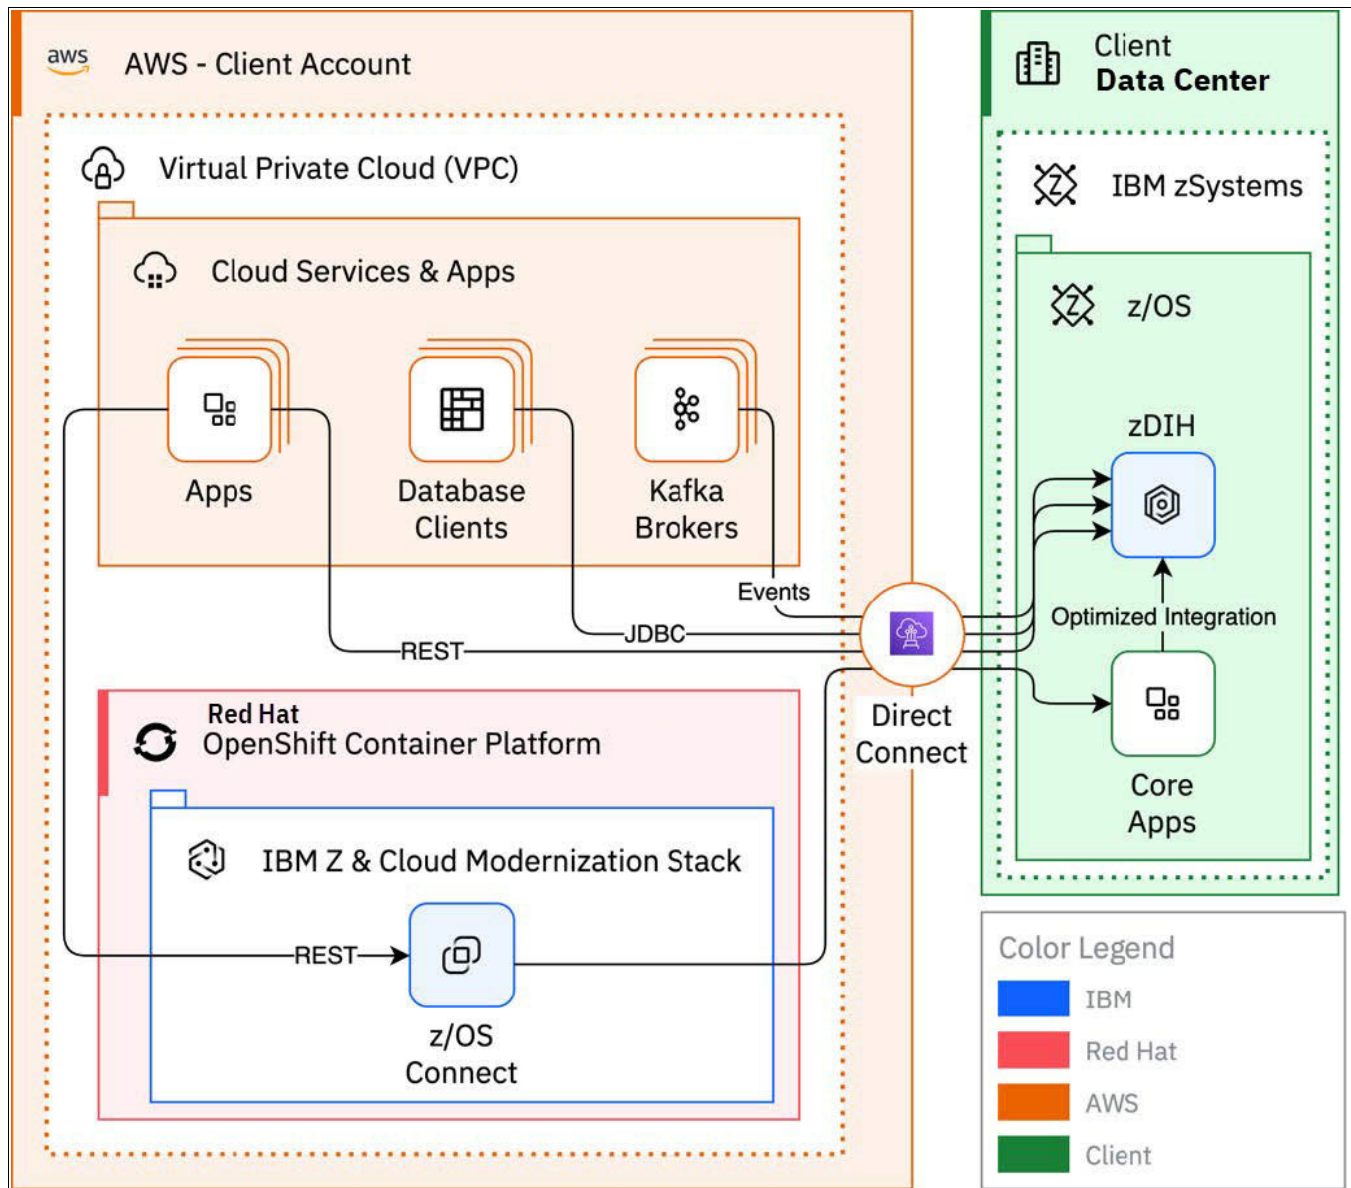 aws
AWS - Client Account
Virtual Private Cloud (VPC)
Cloud Services & Apps
Apps
Database
Clients
Kafka
Brokers
Events
JDBC
REST
Direct
Connect
Red Hat
OpenShift Container Platform
IBM Z & Cloud Modernization Stack
REST
z/OS
Connect
Client
Data Center
Z
IBM zSystems
Z
z/OS
zDIH
Optimized Integration
Core
Apps
Color Legend
IBM
Red Hat
AWS
Client